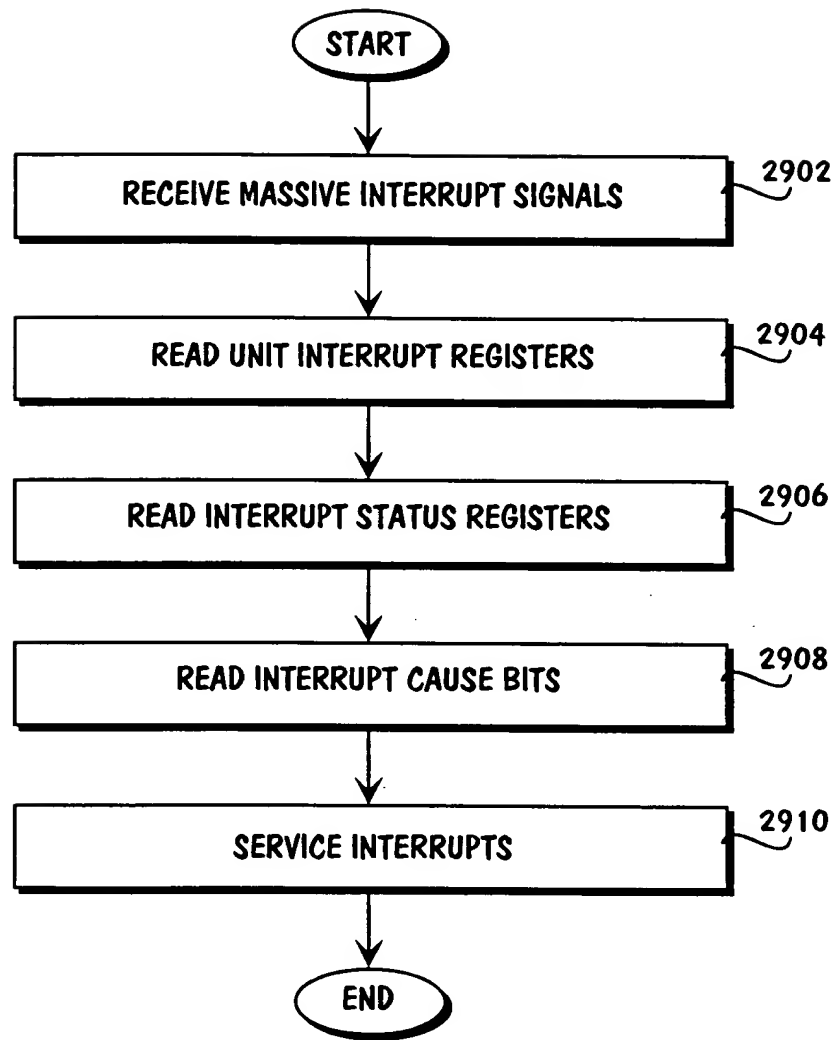 START
RECEIVE MASSIVE INTERRUPT SIGNALS
2902
READ UNIT INTERRUPT REGISTERS
2904
READ INTERRUPT STATUS REGISTERS
2906
READ INTERRUPT CAUSE BITS
2908
SERVICE INTERRUPTS
2910
END